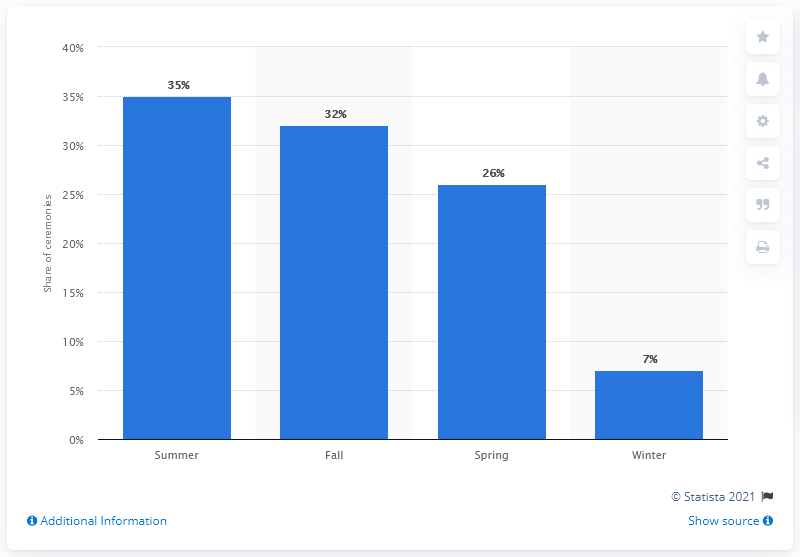 40%
35%
30%
25%
20%
15%
10%
5%
0%
Share of ceremonies
35%
32%
26%
7%
Summer
Fall
Spring
Winter
© Statista 2021
Additional Information
Show source